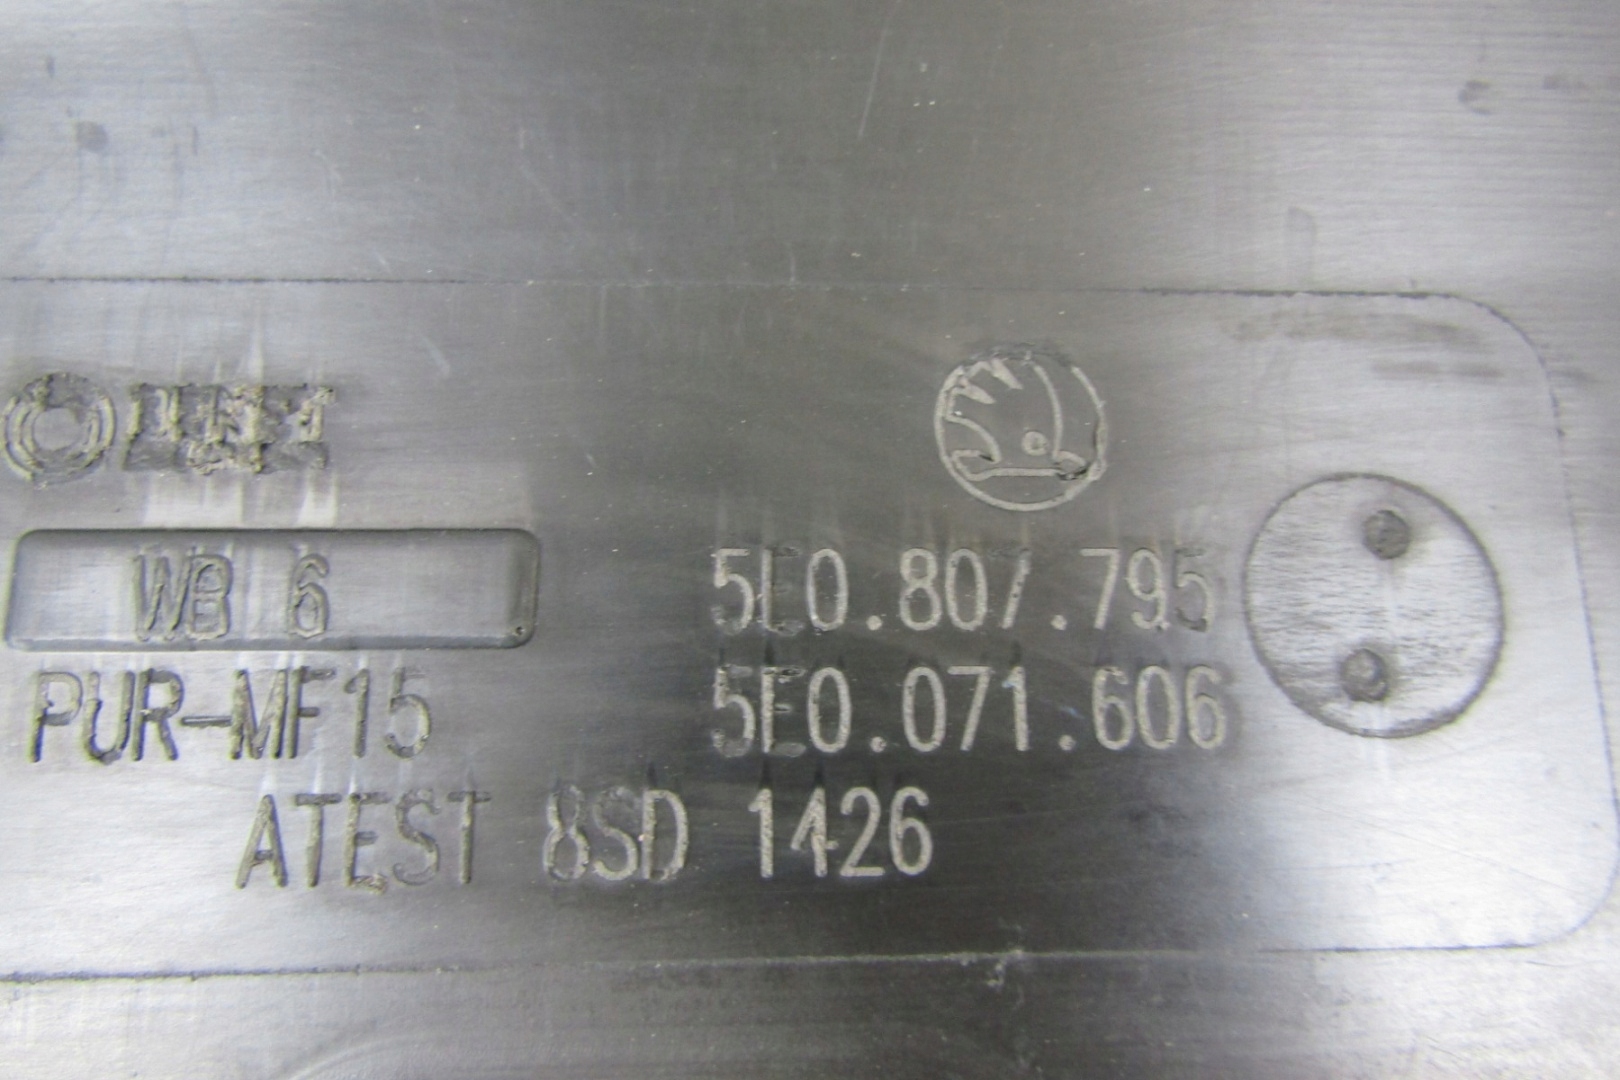 WB 6
5E0.807.795
PUR-MF15
5E0.071.606
ATEST 8SD 1426